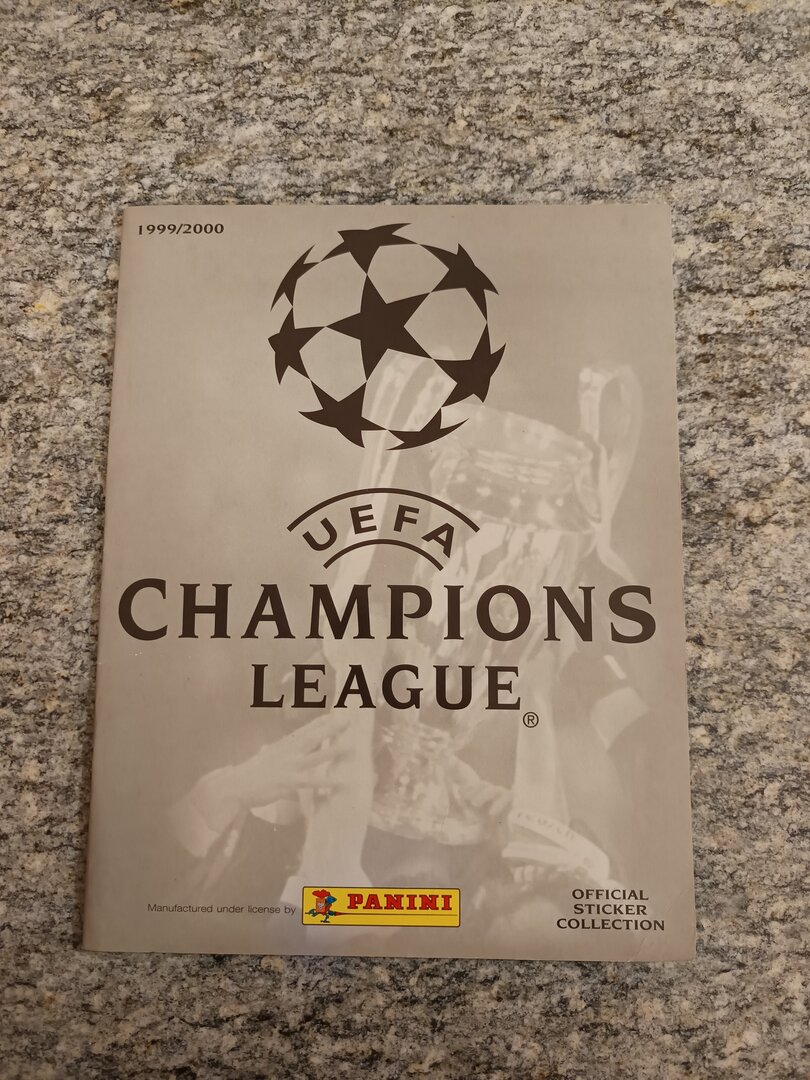 1999/2000
UEFA
CHAMPIONS
LEAGUE®
Manufactured under license by PANINI
OFFICIAL
STICKER
COLLECTION